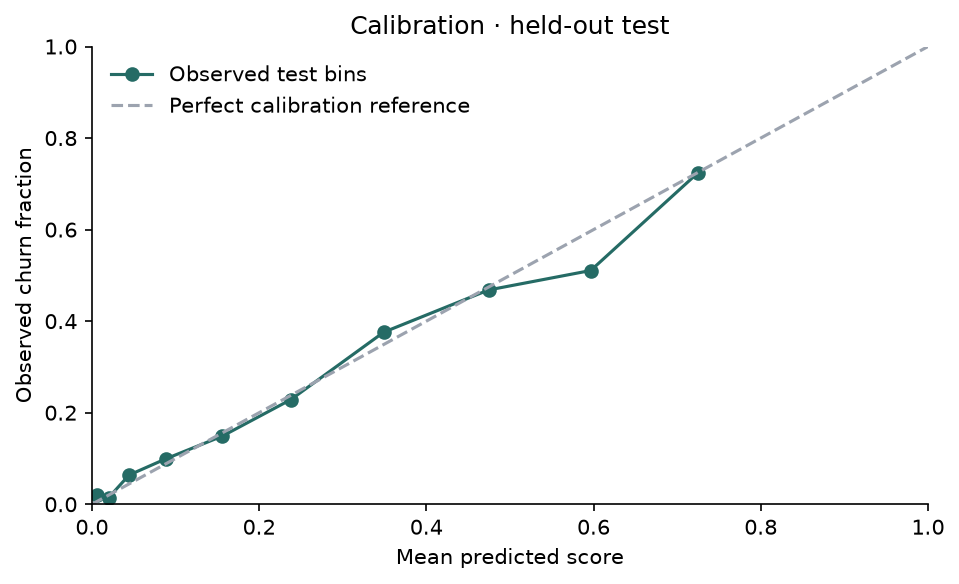 Calibration · held-out test
Observed test bins
Perfect calibration reference
Observed churn fraction
1.0
0.8
0.6
0.4
0.2
0.0
0.0 0.2 0.4 0.6 0.8 1.0
Mean predicted score